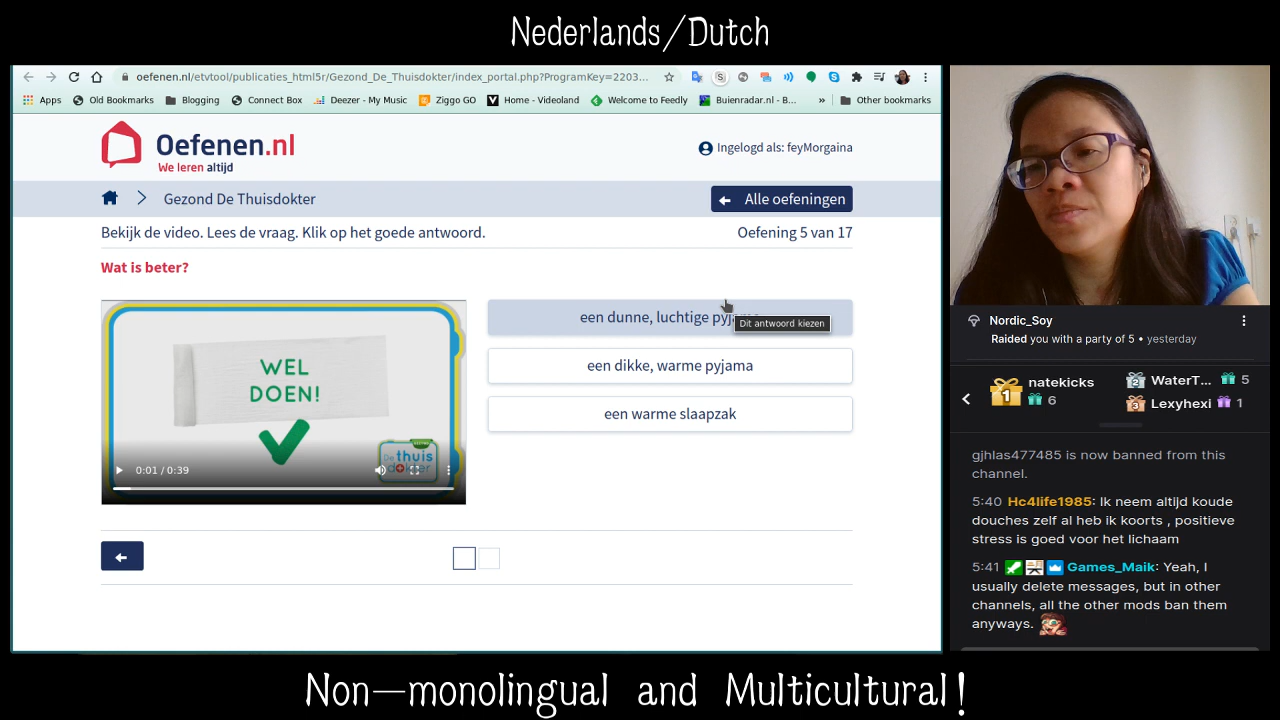 Nederlands/Dutch
oefenen.nl/etvtool/publicaties_html5r/Gezond_De_Thuisdokter/index_portal.php?ProgramKey=2203...
Apps Old Bookmarks Blogging Connect Box Deezer - My Music Ziggo GO Home - Videoland Welcome to Feedly Buienradar.nl - B... » Other bookmarks
Oefenen.nl
We leren altijd
Ingelogd als: feyMorgaina
Gezond De Thuisdokter
Alle oefeningen
Bekijk de video. Lees de vraag. Klik op het goede antwoord.
Oefening 5 van 17
Wat is beter?
WEL
DOEN!
De thuis
dokter
0:01 / 0:39
een dunne, luchtige
Dit antwoord kiezen
een dikke, warme pyjama
een warme slaapzak
Nordic_Soy
Raided you with a party of 5 • yesterday
1 natekicks
6
2 WaterT... 5
3 Lexyhexi 1
gjhlas477485 is now banned from this
channel.
5:40 Hc4life1985: Ik neem altijd koude
douches zelf al heb ik koorts , positieve
stress is goed voor het lichaam
5:41 Games_Maik: Yeah, I
usually delete messages, but in other
channels, all the other mods ban them
anyways.
Non-monolingual and Multicultural!